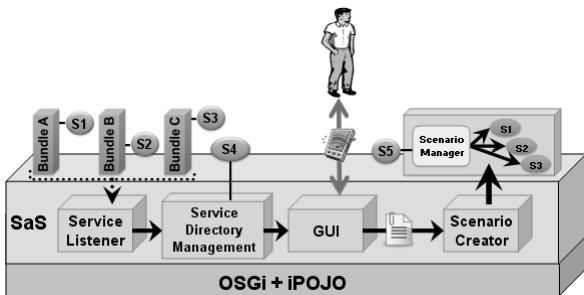 Bundle A
S1
Bundle B
S2
Bundle C
S3
S4
S5
Scenario
Manager
S1
S2
S3
SaS
Service
Listener
Service
Directory
Management
GUI
Scenario
Creator
OSGi + iPOJO